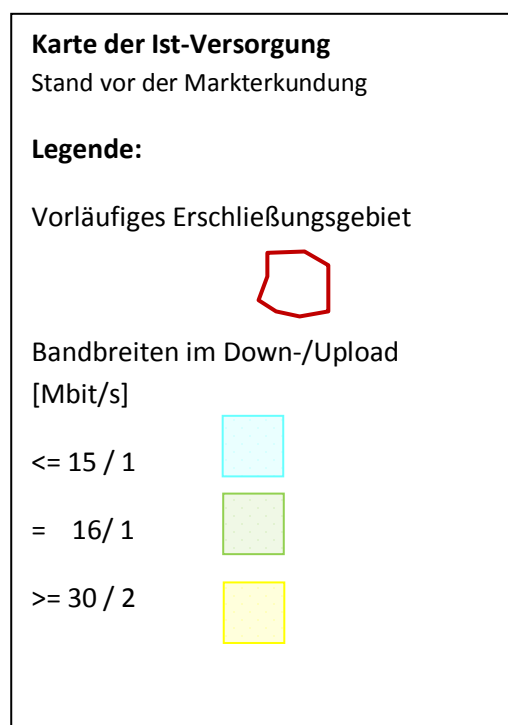 Karte der Ist-Versorgung
Stand vor der Markterkundung
Legende:
Vorläufiges Erschließungsgebiet
Bandbreiten im Down-/Upload
[Mbit/s]
<= 15 / 1
= 16/ 1
>= 30 / 2